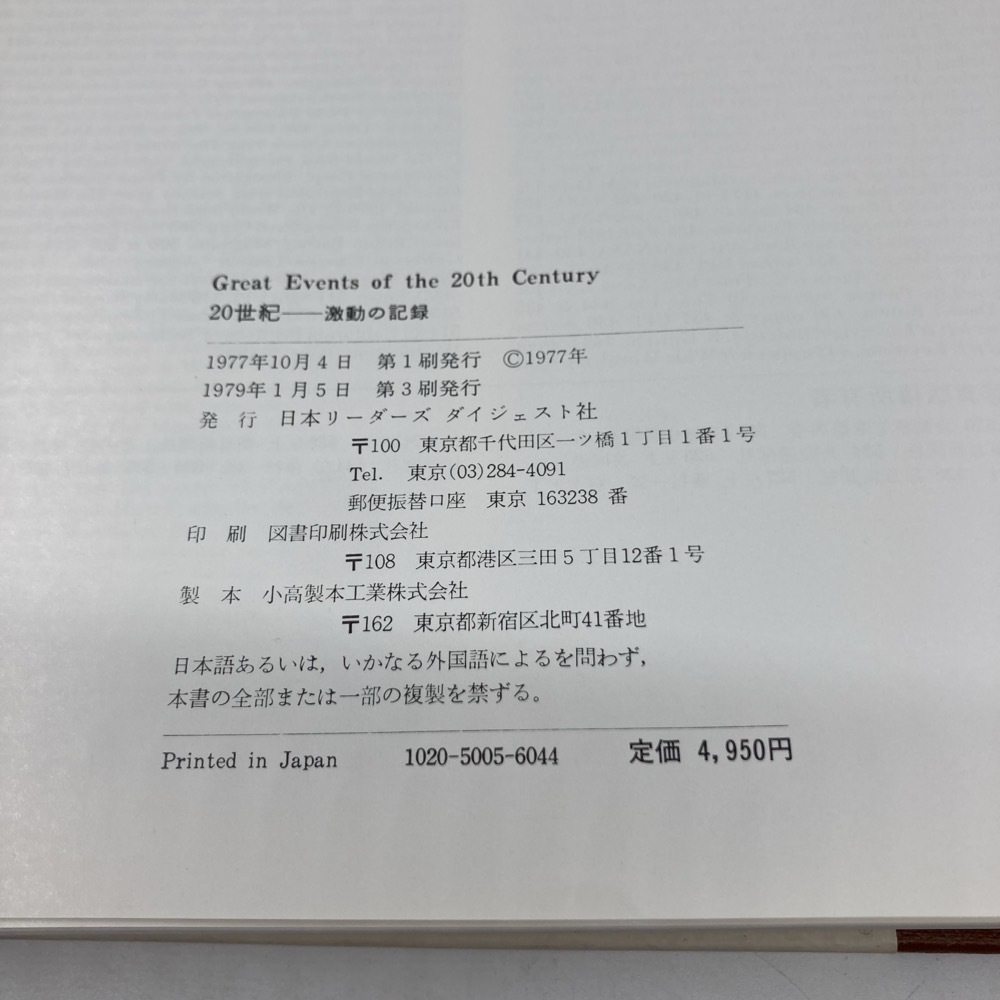 Great Events of the 20th Century
20世紀――激動の記録
1977年10月4日 第1刷発行 ©1977年
1979年1月5日 第3刷発行
発 行 日本リーダーズ ダイジェスト社
〒100 東京都千代田区一ツ橋1丁目1番1号
Tel. 東京(03)284-4091
郵便振替口座 東京 163238 番
印 刷 図書印刷株式会社
〒108 東京都港区三田5丁目12番1号
製 本 小高製本工業株式会社
〒162 東京都新宿区北町41番地
日本語あるいは，いかなる外国語によるを問わず，
本書の全部または一部の複製を禁ずる。
Printed in Japan 1020-5005-6044 定価 4,950円